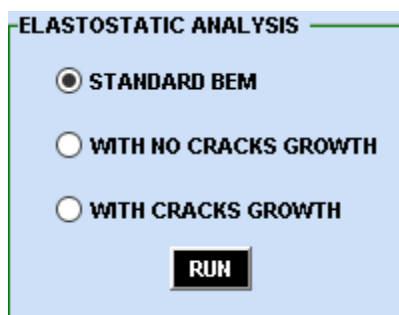 ELASTOSTATIC ANALYSIS
STANDARD BEM
WITH NO CRACKS GROWTH
WITH CRACKS GROWTH
RUN